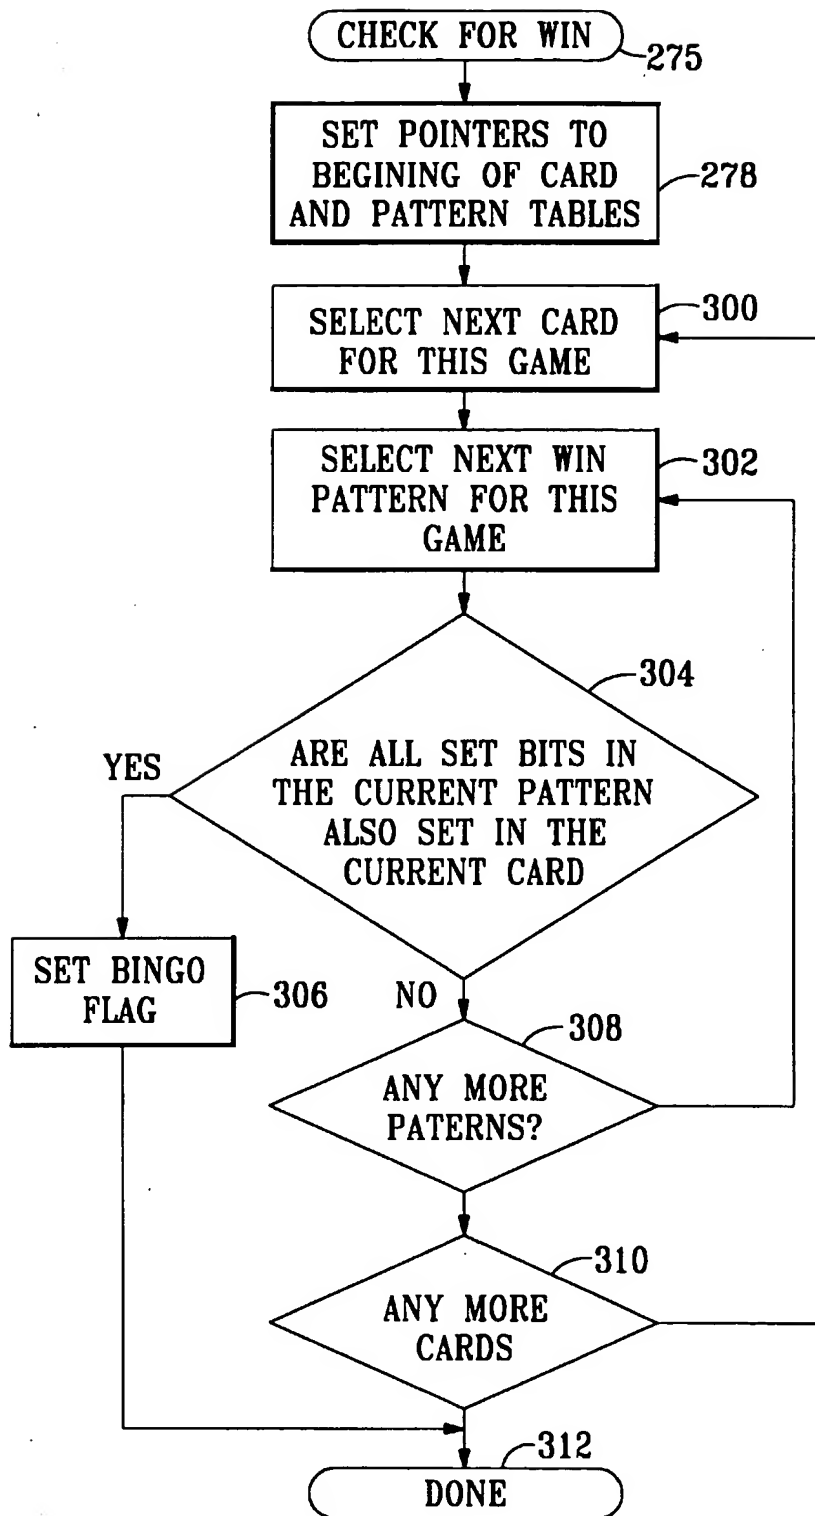 CHECK FOR WIN
275
SET POINTERS TO
BEGINING OF CARD
AND PATTERN TABLES
278
SELECT NEXT CARD
FOR THIS GAME
300
SELECT NEXT WIN
PATTERN FOR THIS
GAME
302
304
ARE ALL SET BITS IN
THE CURRENT PATTERN
ALSO SET IN THE
CURRENT CARD
YES
SET BINGO
FLAG
306
NO
308
ANY MORE
PATERNS?
310
ANY MORE
CARDS
312
DONE